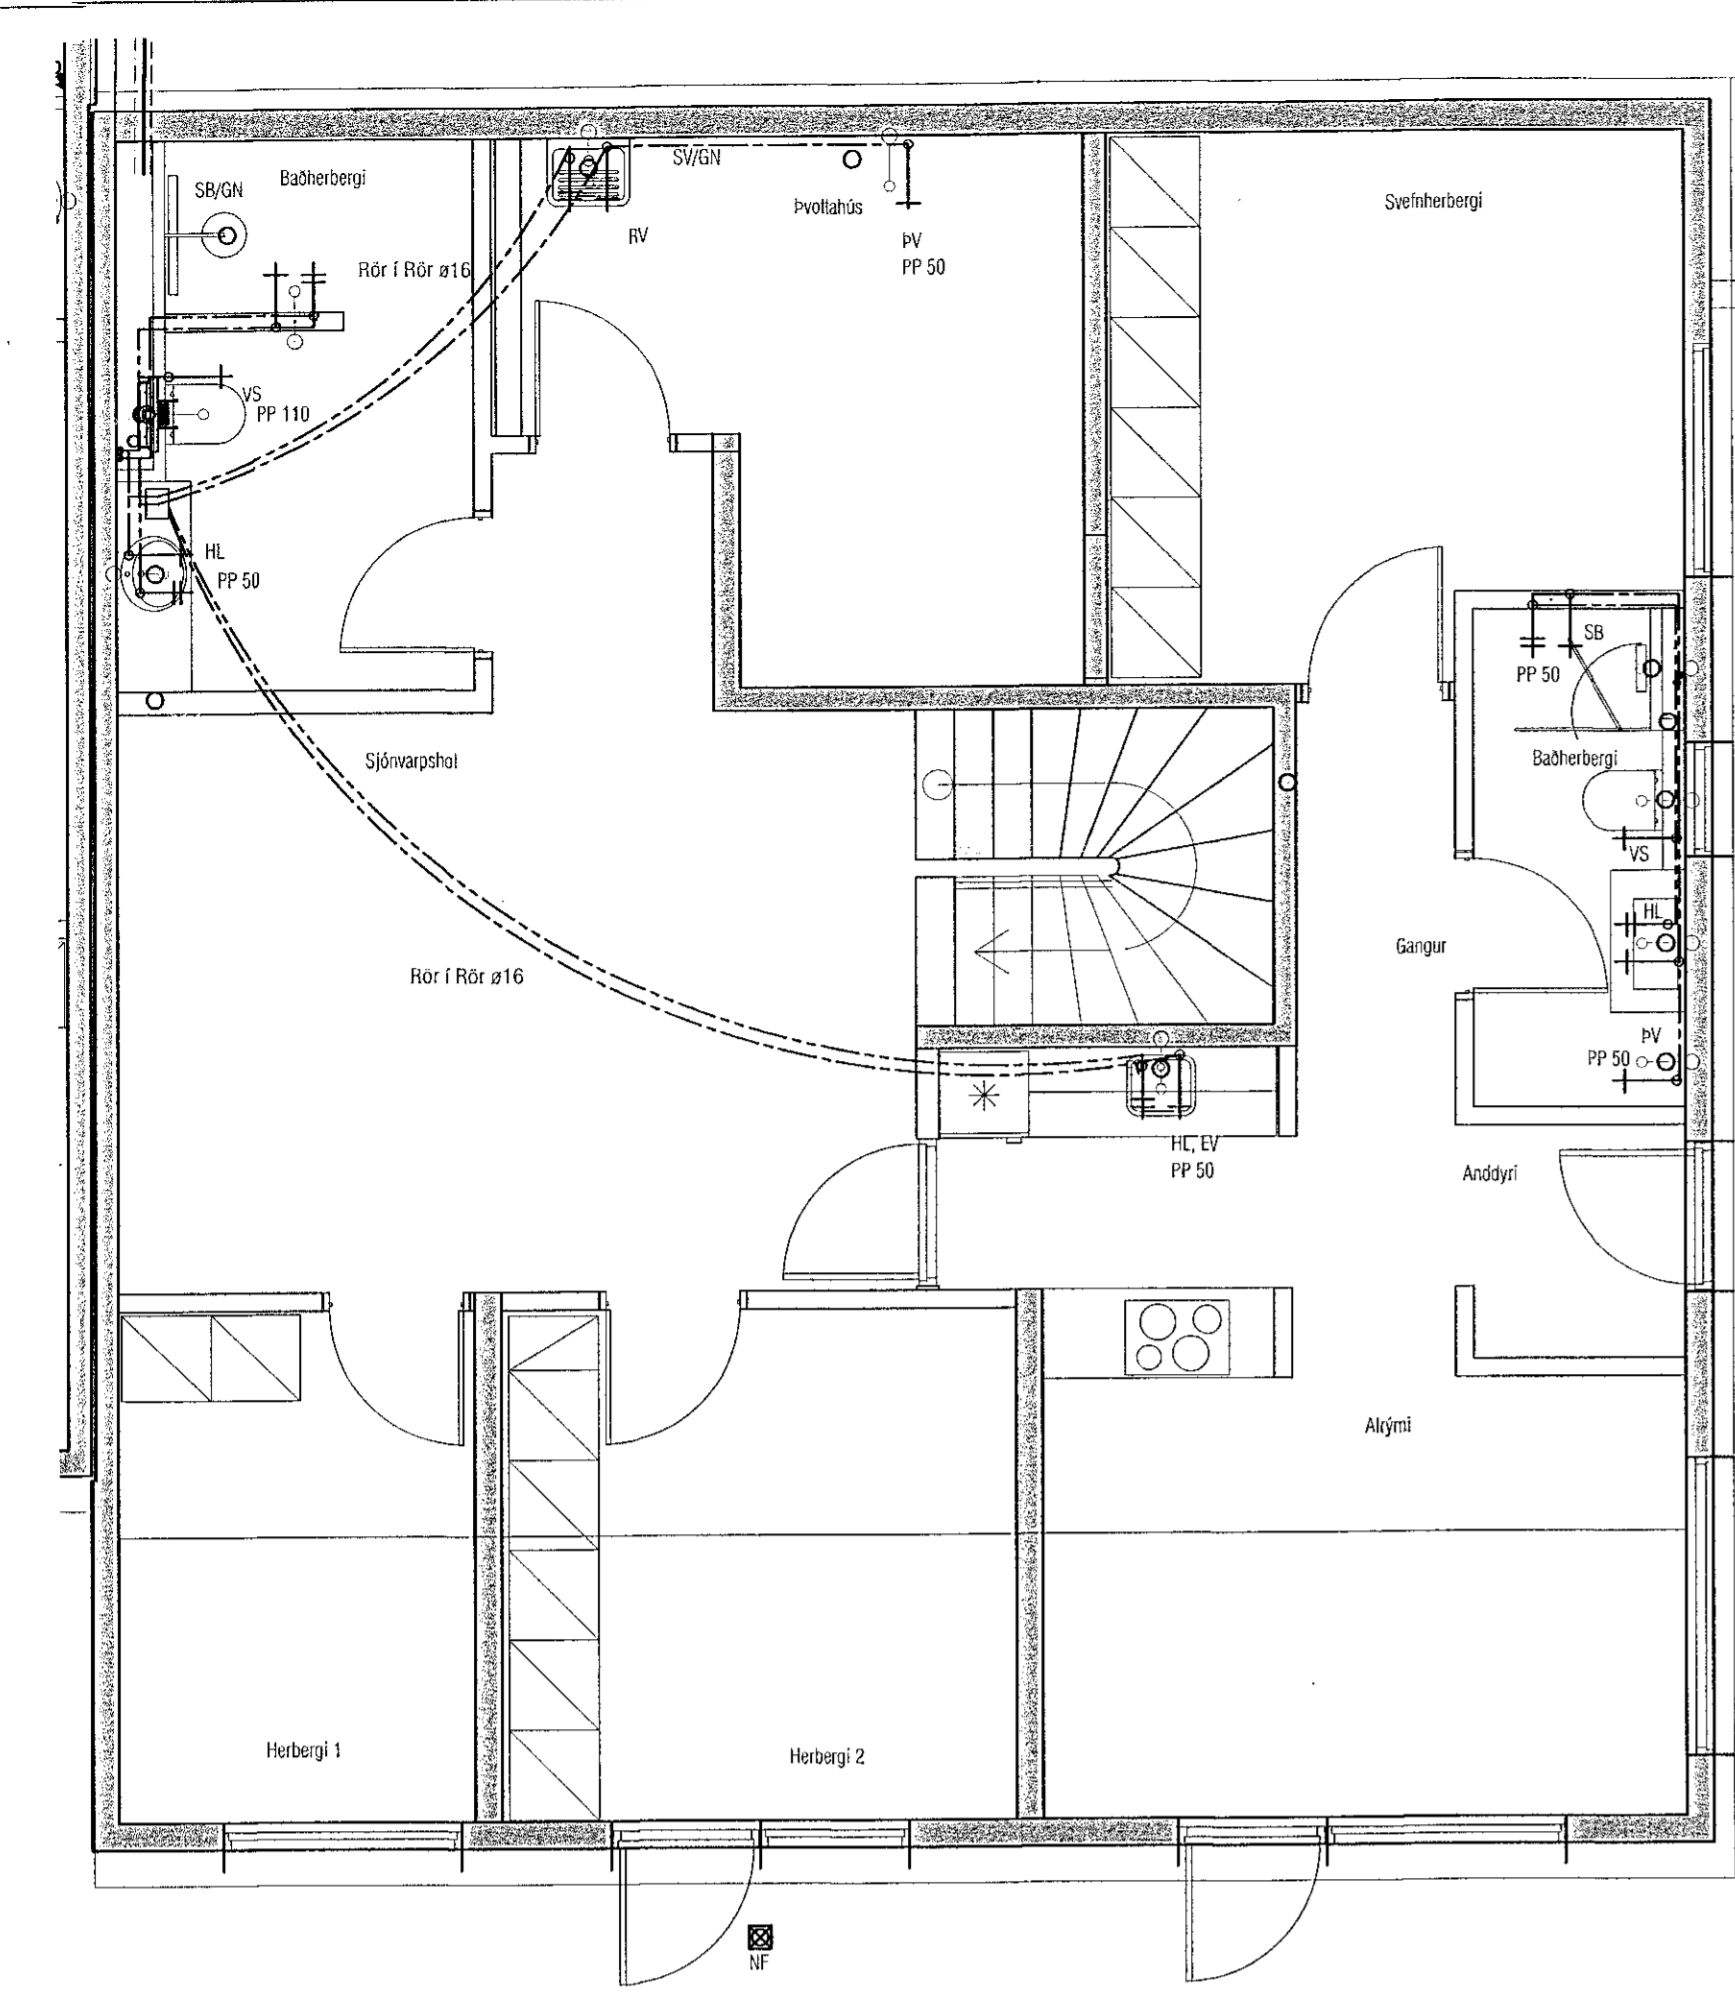 SB/GN
Baðherbergi
Rör í Rör ø16
VS
PP 110
HL
PP 50
SV/GN
RV
Þvottahús
ÞV
PP 50
Svefnherbergi
SB
PP 50
Baðherbergi
VS
HL
ÞV
PP 50
Sjónvarpshol
Gangur
Rör í Rör ø16
HL, EV
PP 50
Anddyri
Alrými
Herbergi 1
Herbergi 2
NF